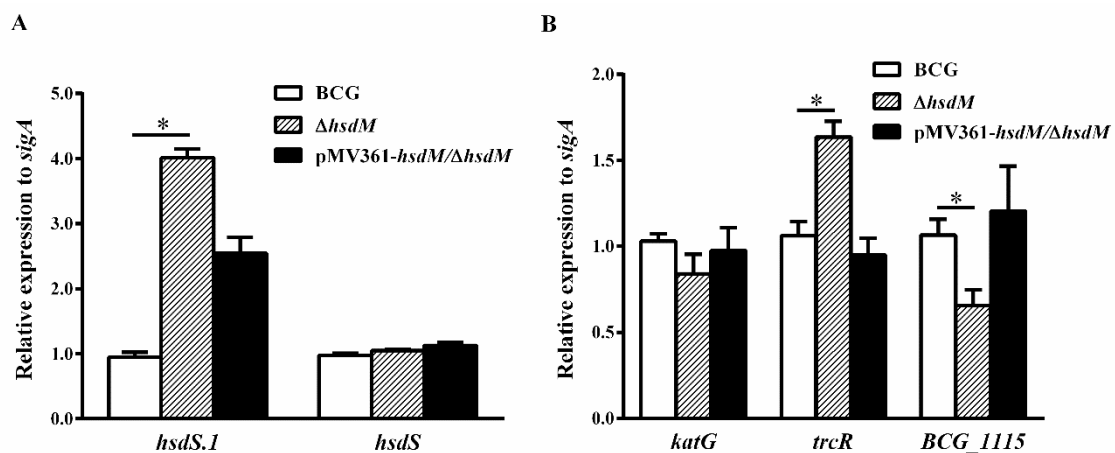 A
Relative expression to sigA
5.0
4.0
3.0
2.0
1.0
0.0
*
BCG
ΔhsdM
pMV361-hsdM/ΔhsdM
hsdS.1
hsdS
B
Relative expression to sigA
2.0
1.5
1.0
0.5
0.0
*
*
BCG
ΔhsdM
pMV361-hsdM/ΔhsdM
katG
trcR
BCG_1115